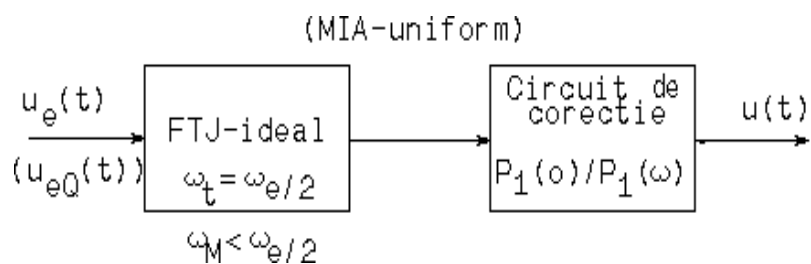 (MIA-uniform)
u_e(t)
(u_eQ(t))
FTJ-ideal
ω_t=ω_e/2
ω_M<ω_e/2
Circuit de
corectie
P_1(o)/P_1(ω)
u(t)